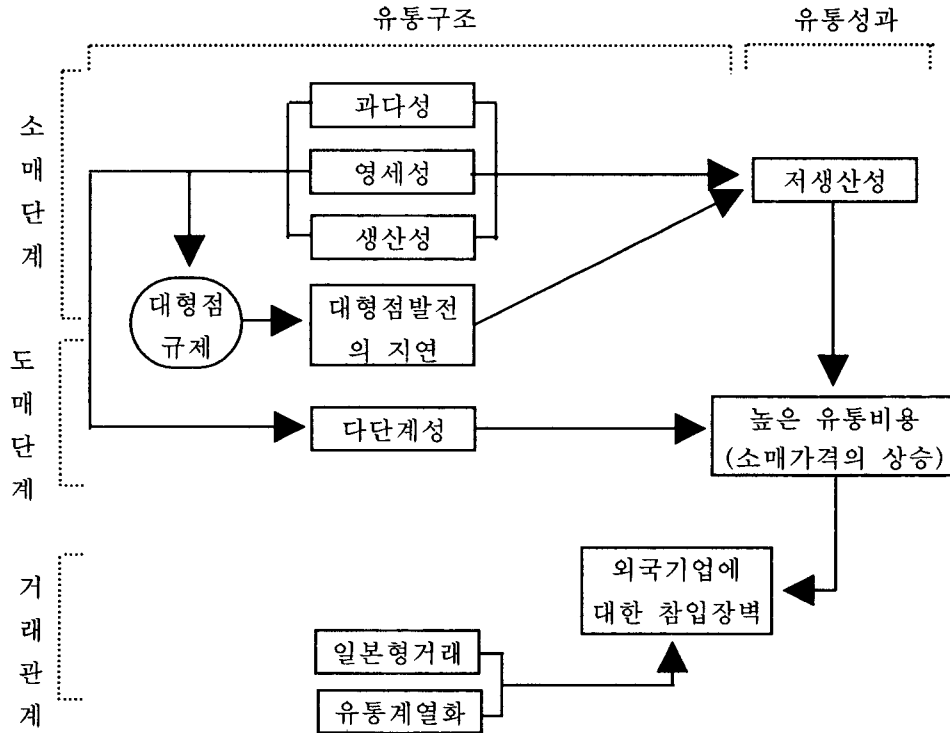 유통구조
유통성과
소
매
단
계
과다성
영세성
생산성
저생산성
대형점
규제
대형점발전
의 지연
도
매
단
계
다단계성
높은 유통비용
(소매가격의 상승)
거
래
관
계
외국기업에
대한 참입장벽
일본형거래
유통계열화